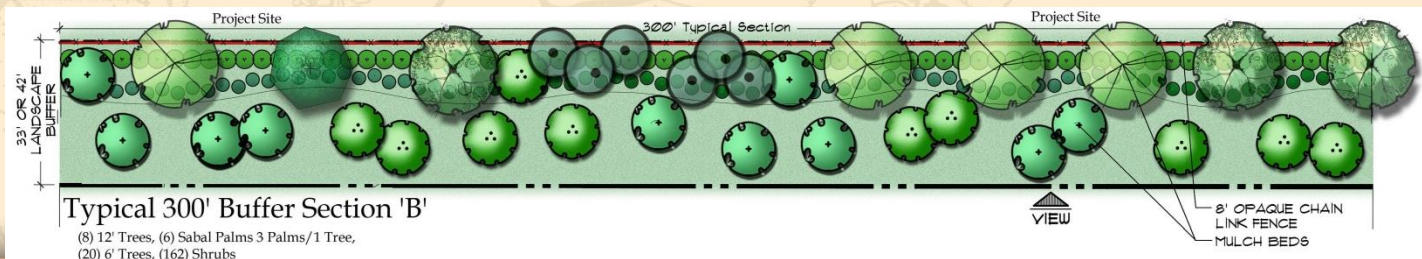 Project Site
300' Typical Section
Project Site
33' OR 42'
LANDSCAPE
BUFFER
Typical 300' Buffer Section 'B'
(8) 12' Trees, (6) Sabal Palms 3 Palms/1 Tree,
(20) 6' Trees, (162) Shrubs
VIEW
8' OPAQUE CHAIN
LINK FENCE
MULCH BEDS